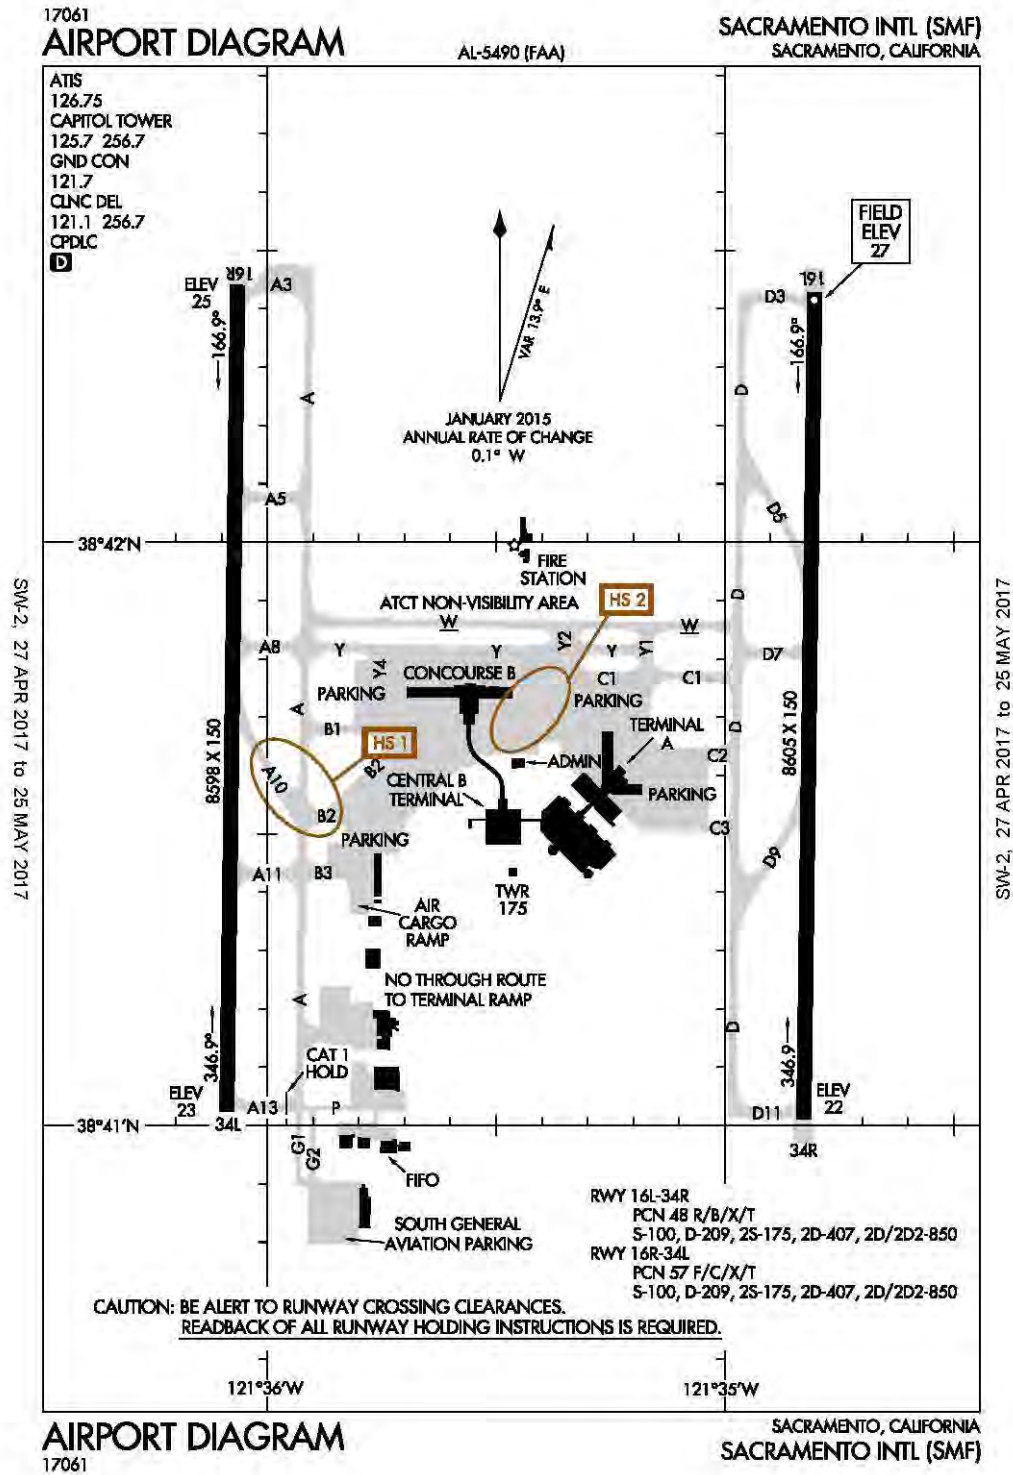 17061
AIRPORT DIAGRAM
AL-5490 (FAA)
SACRAMENTO INTL (SMF)
SACRAMENTO, CALIFORNIA
ATIS
126.75
CAPITOL TOWER
125.7 256.7
GND CON
121.7
CLNC DEL
121.1 256.7
CPDLC
D
FIELD
ELEV
27
VAR 13.9° E
JANUARY 2015
ANNUAL RATE OF CHANGE
0.1° W
ELEV
25
16R
A3
166.9°
A
A5
16L
D3
166.9°
D
D5
38°42'N
FIRE
STATION
ATCT NON-VISIBILITY AREA
HS 2
W
W
D
A8
Y
Y4
Y
Y2
Y
Y1
D7
CONCOURSE B
PARKING
C1
C1
PARKING
A
B1
HS 1
TERMINAL
A
D
8598 X 150
8605 X 150
A10
B2
ADMIN
C2
CENTRAL B
TERMINAL
PARKING
B2
C3
PARKING
D9
A11
B3
TWR
175
AIR
CARGO
RAMP
NO THROUGH ROUTE
TO TERMINAL RAMP
A
D
346.9°
346.9
CAT 1
HOLD
ELEV
23
A13
P
D11
ELEV
22
38°41'N
34L
34R
G1
G2
FIFO
SOUTH GENERAL
AVIATION PARKING
RWY 16L-34R
PCN 48 R/B/X/T
S-100, D-209, 2S-175, 2D-407, 2D/2D2-850
RWY 16R-34L
PCN 57 F/C/X/T
S-100, D-209, 2S-175, 2D-407, 2D/2D2-850
CAUTION: BE ALERT TO RUNWAY CROSSING CLEARANCES.
READBACK OF ALL RUNWAY HOLDING INSTRUCTIONS IS REQUIRED.
121°36'W
121°35'W
SW-2, 27 APR 2017 to 25 MAY 2017
SW-2, 27 APR 2017 to 25 MAY 2017
AIRPORT DIAGRAM
17061
SACRAMENTO, CALIFORNIA
SACRAMENTO INTL (SMF)